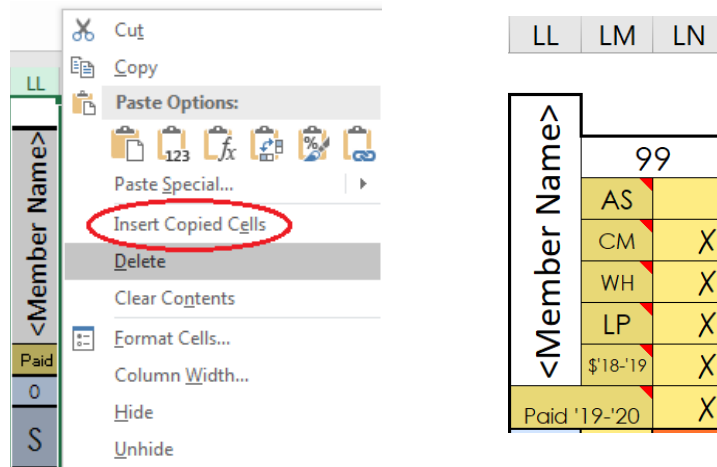 LL
<Member Name>
Paid
0
S
Cut
Copy
Paste Options:
123
fx
%
Paste Special...
Insert Copied Cells
Delete
Clear Contents
Format Cells...
Column Width...
Hide
Unhide
LL LM LN
<Member Name>
99
AS
CM X
WH X
LP X
$'18-'19 X
Paid '19-'20 X